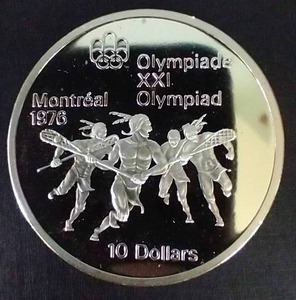 Olympiade
XXI
Olympiad
Montréal
1976
10 Dollars